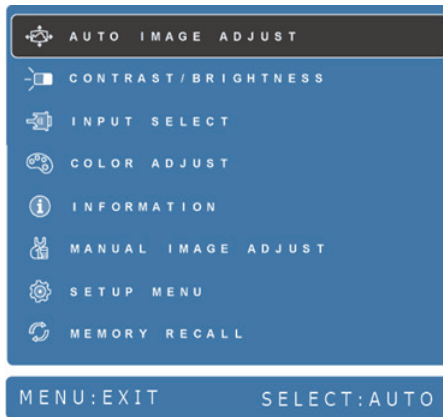 AUTO IMAGE ADJUST
CONTRAST/BRIGHTNESS
INPUT SELECT
COLOR ADJUST
INFORMATION
MANUAL IMAGE ADJUST
SETUP MENU
MEMORY RECALL
MENU:EXIT SELECT:AUTO